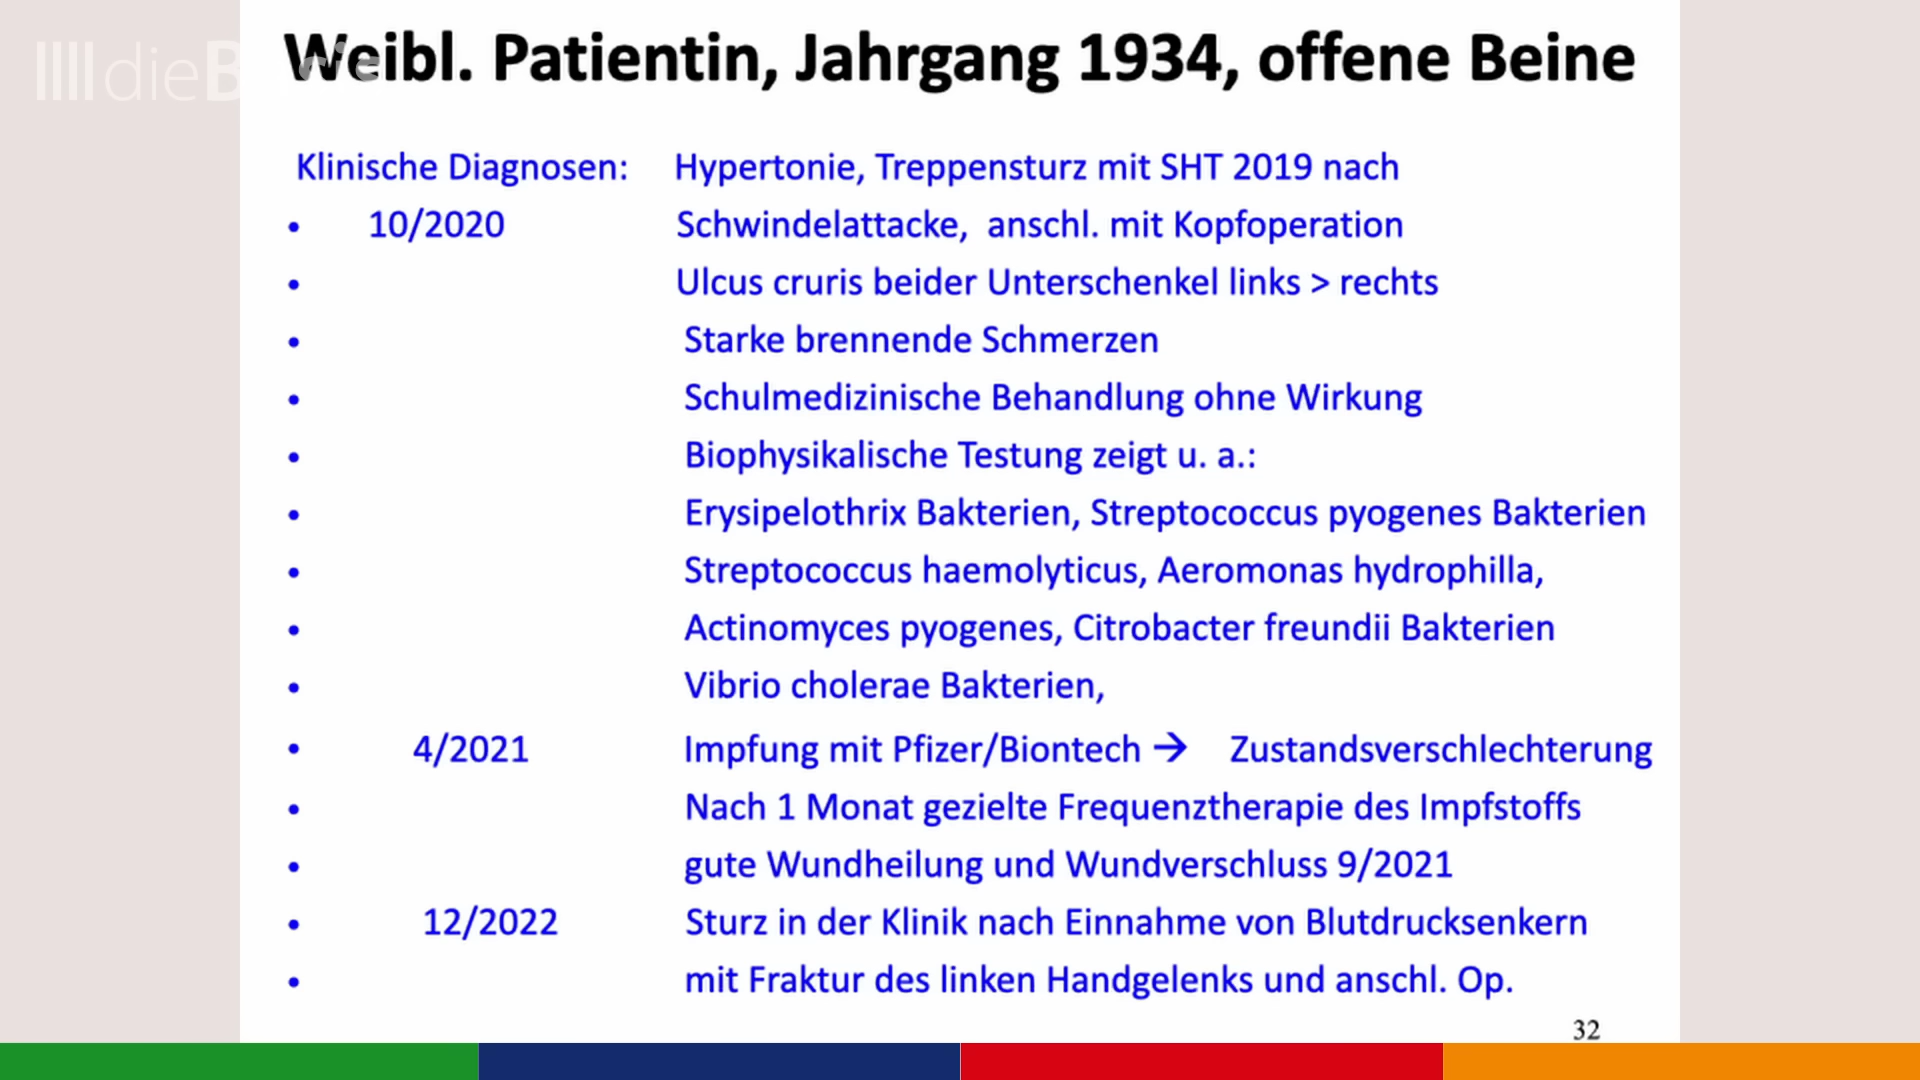 dieB
Weibl. Patientin, Jahrgang 1934, offene Beine
Klinische Diagnosen: Hypertonie, Treppensturz mit SHT 2019 nach
• 10/2020 Schwindelattacke, anschl. mit Kopfoperation
• Ulcus cruris beider Unterschenkel links > rechts
• Starke brennende Schmerzen
• Schulmedizinische Behandlung ohne Wirkung
• Biophysikalische Testung zeigt u. a.:
• Erysipelothrix Bakterien, Streptococcus pyogenes Bakterien
• Streptococcus haemolyticus, Aeromonas hydrophilla,
• Actinomyces pyogenes, Citrobacter freundii Bakterien
• Vibrio cholerae Bakterien,
• 4/2021 Impfung mit Pfizer/Biontech → Zustandsverschlechterung
• Nach 1 Monat gezielte Frequenztherapie des Impfstoffs
• gute Wundheilung und Wundverschluss 9/2021
• 12/2022 Sturz in der Klinik nach Einnahme von Blutdrucksenkern
• mit Fraktur des linken Handgelenks und anschl. Op.
32